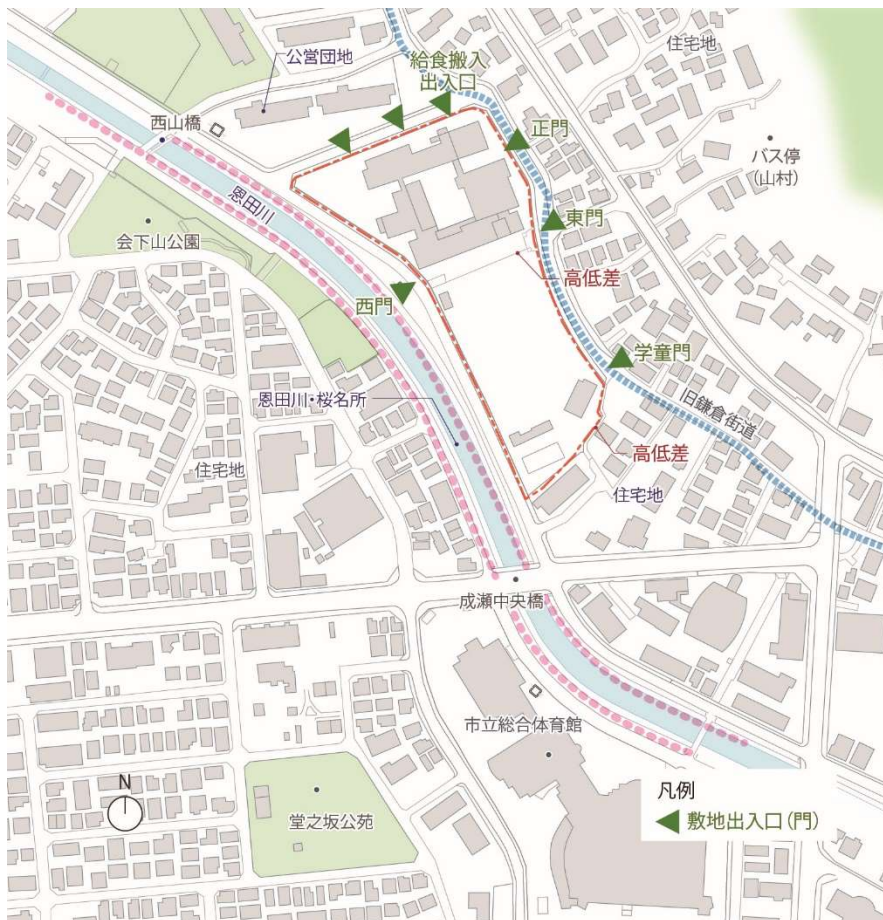 公営団地
給食搬入
出入口
住宅地
西山橋
正門
バス停
(山村)
恩田川
東門
会下山公園
高低差
西門
学童門
恩田川・桜名所
旧鎌倉街道
高低差
住宅地
住宅地
成瀬中央橋
市立総合体育館
N
凡例
敷地出入口(門)
堂之坂公苑